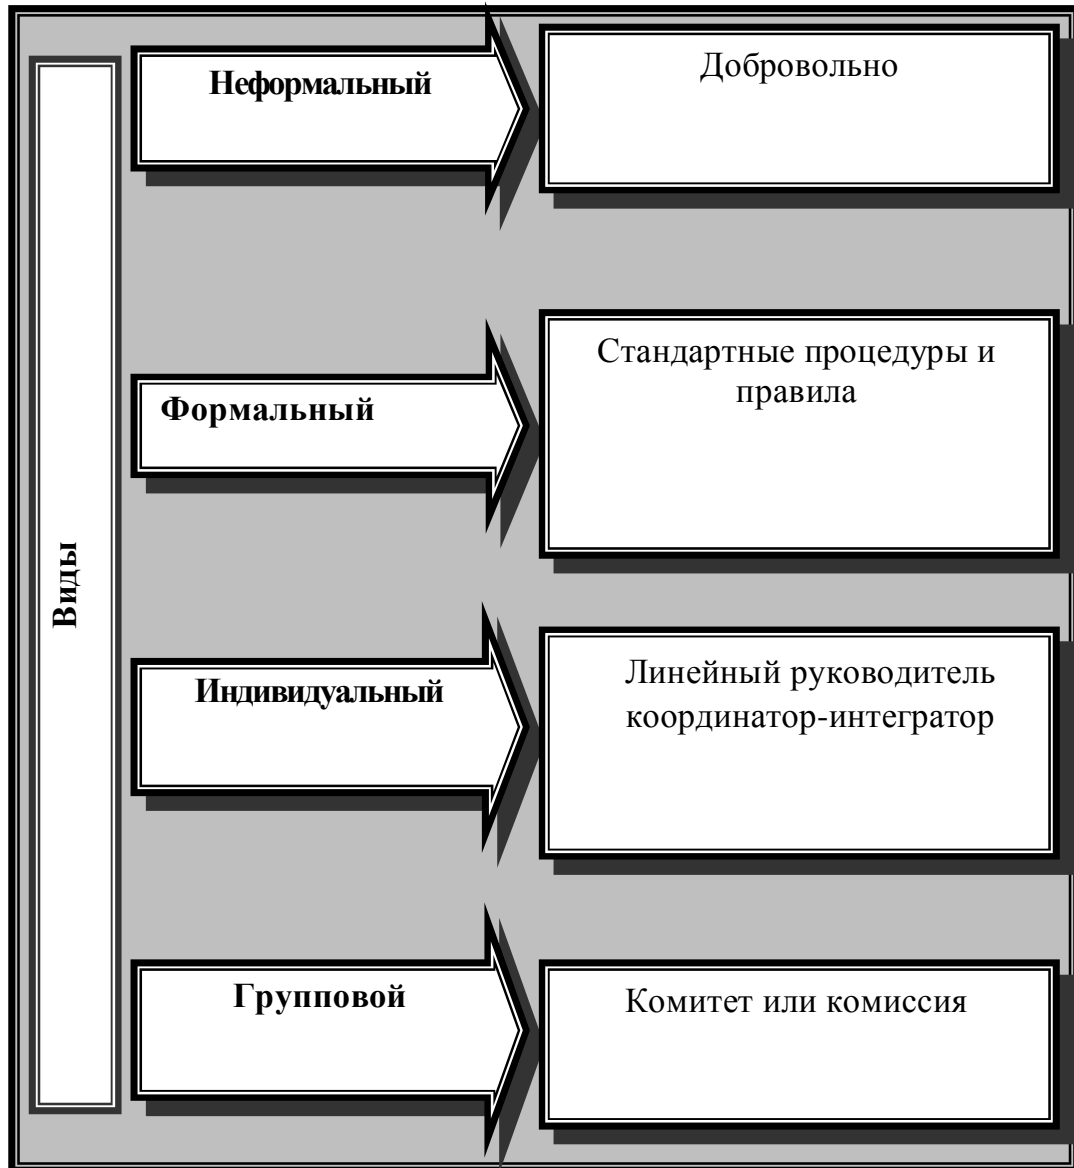 Виды
Неформальный
Добровольно
Формальный
Стандартные процедуры и
правила
Индивидуальный
Линейный руководитель
координатор-интегратор
Групповой
Комитет или комиссия